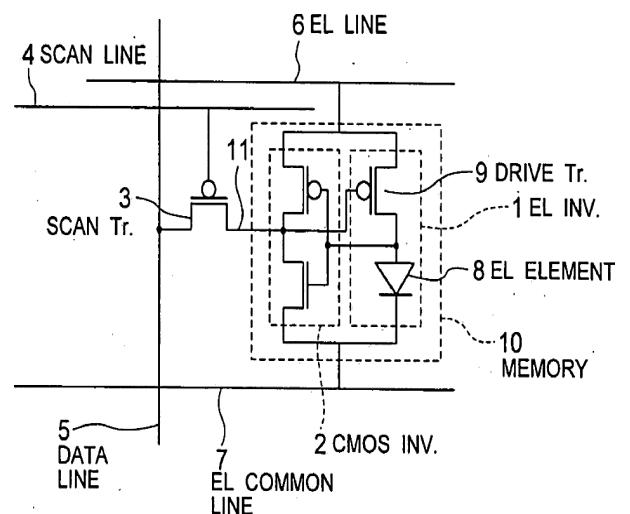 6 EL LINE
4 SCAN LINE
11
3
SCAN Tr.
9 DRIVE Tr.
1 EL INV.
8 EL ELEMENT
10
MEMORY
5
DATA
LINE
7
EL COMMON
LINE
2 CMOS INV.